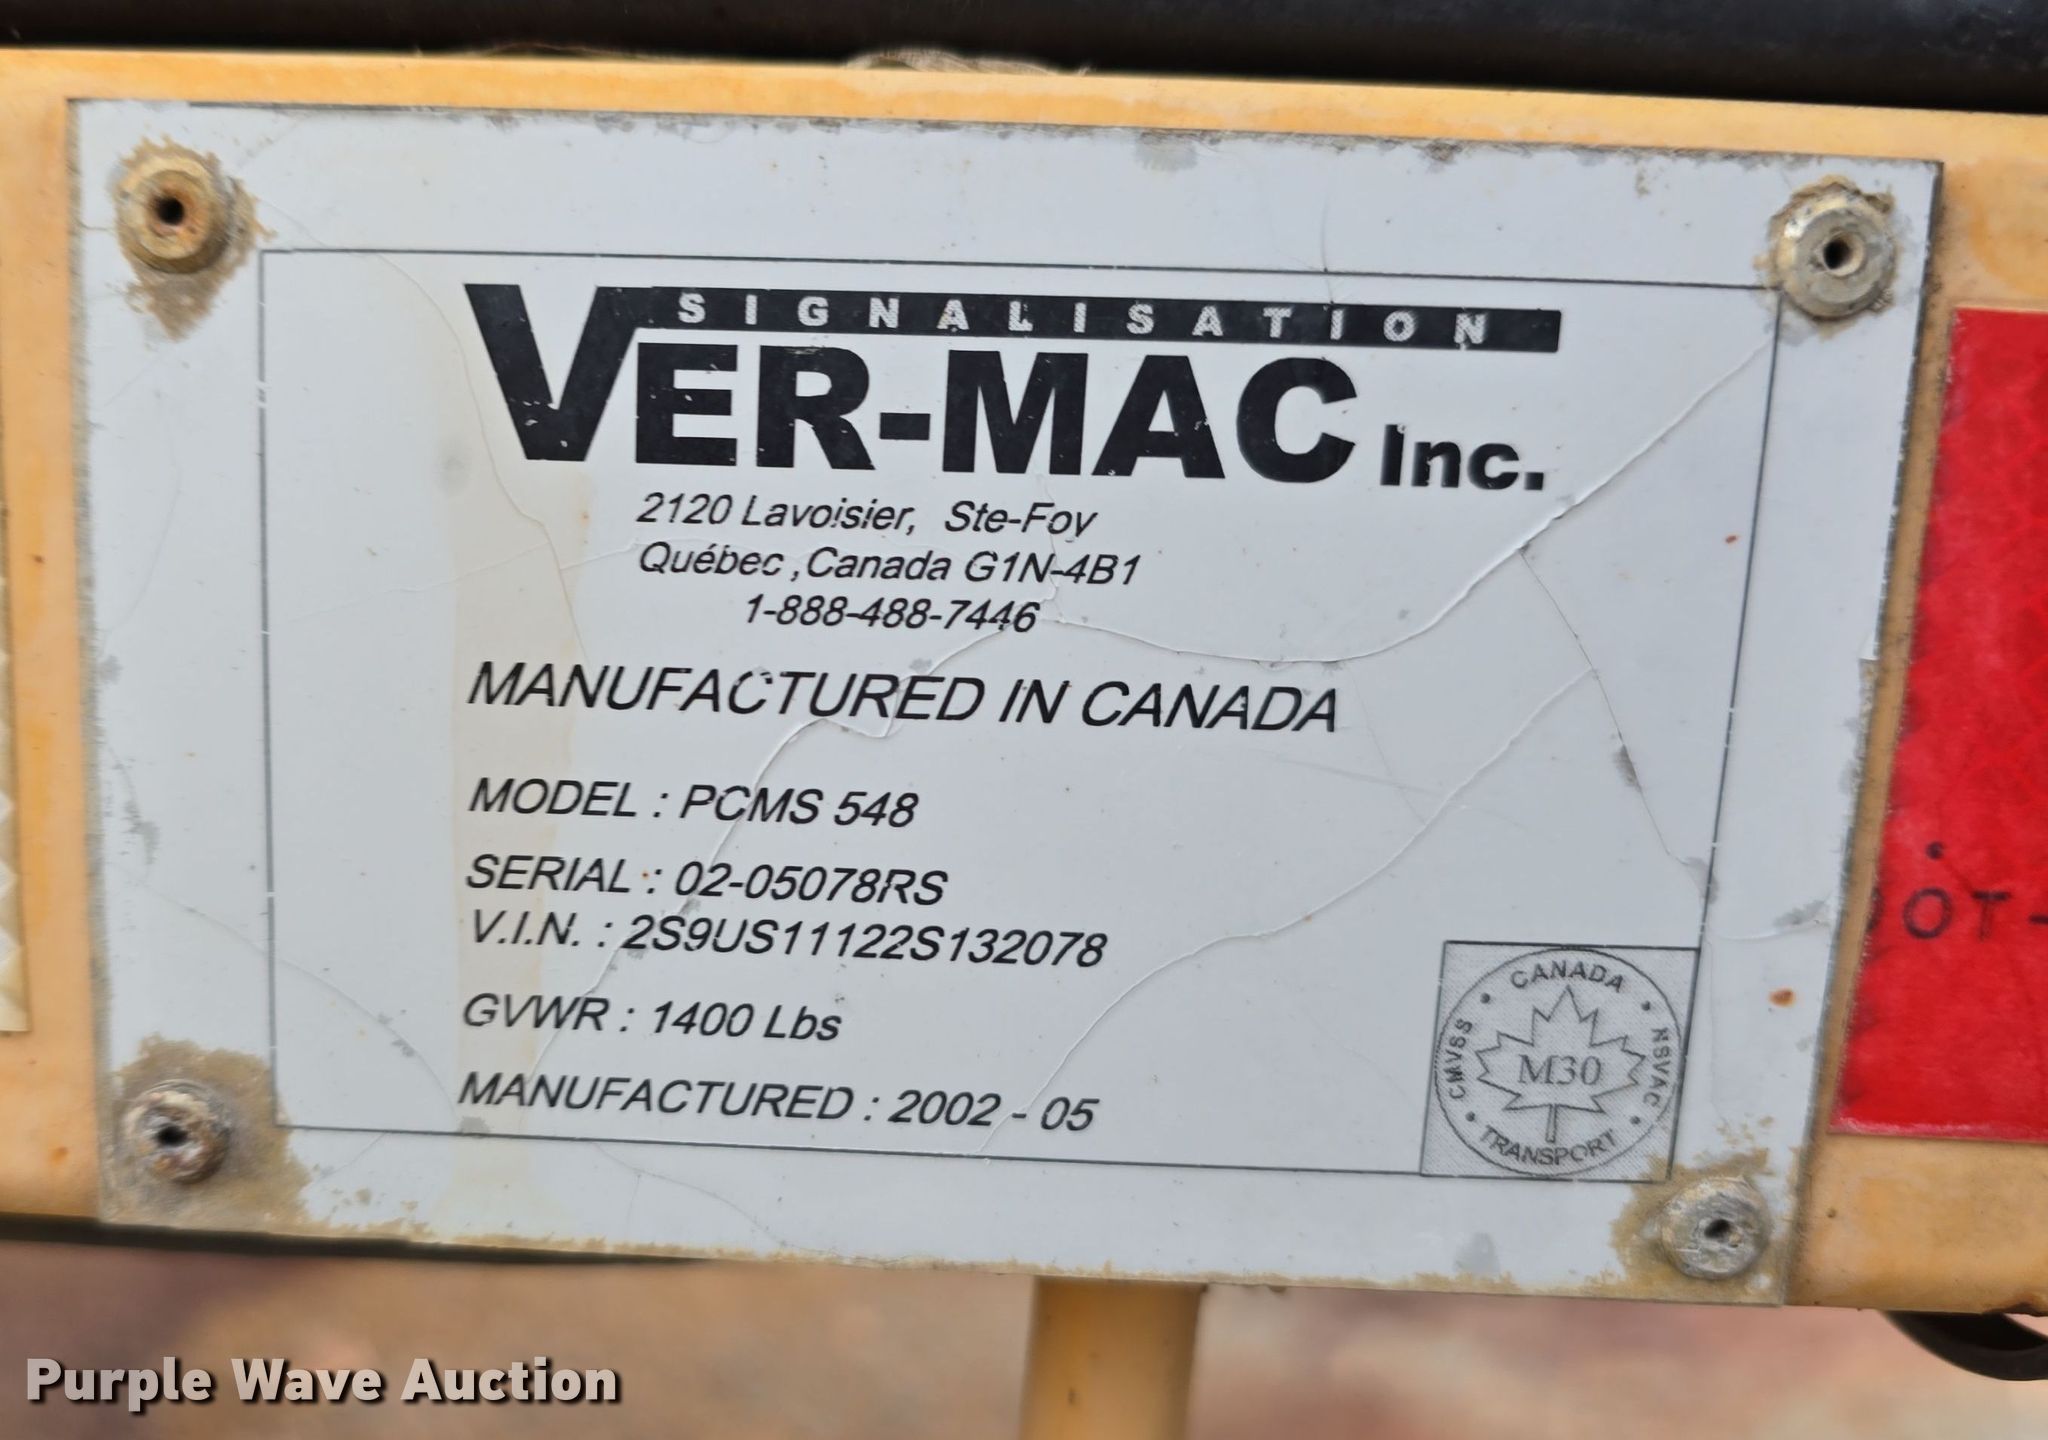 SIGNALISATION
VER-MAC Inc.
2120 Lavoisier, Ste-Foy
Québec ,Canada G1N-4B1
1-888-488-7446
MANUFACTURED IN CANADA
MODEL : PCMS 548
SERIAL : 02-05078RS
V.I.N. : 2S9US11122S132078
GVWR : 1400 Lbs
MANUFACTURED : 2002 - 05
CANADA
CMVSS
NSVAC
M30
TRANSPORT
DOT-
Purple Wave Auction